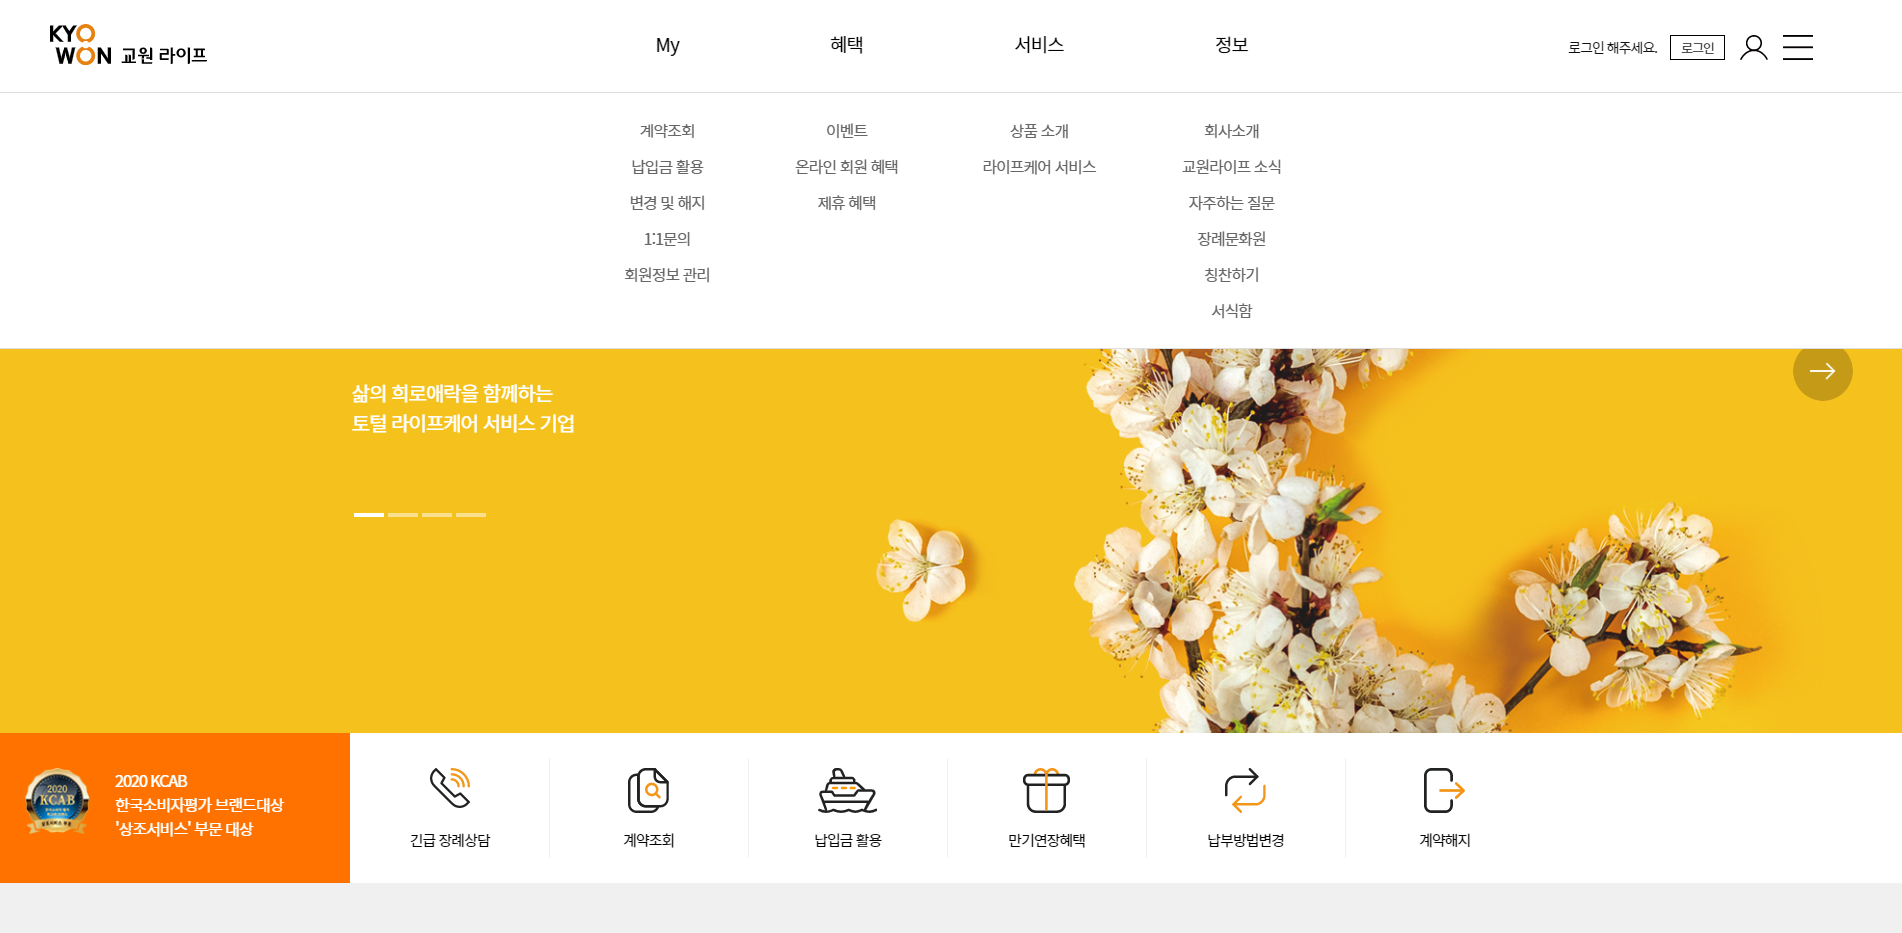 KYO
WON 교원 라이프
My
혜택
서비스
정보
로그인 해주세요.
로그인
계약조회
납입금 활용
변경 및 해지
1:1문의
회원정보 관리
이벤트
온라인 회원 혜택
제휴 혜택
상품 소개
라이프케어 서비스
회사소개
교원라이프 소식
자주하는 질문
장례문화원
칭찬하기
서식함
삶의 희로애락을 함께하는
토털 라이프케어 서비스 기업
2020
KCAB
2020 KCAB
한국소비자평가 브랜드대상
'상조서비스' 부문 대상
긴급 장례상담
계약조회
납입금 활용
만기연장혜택
납부방법변경
계약해지